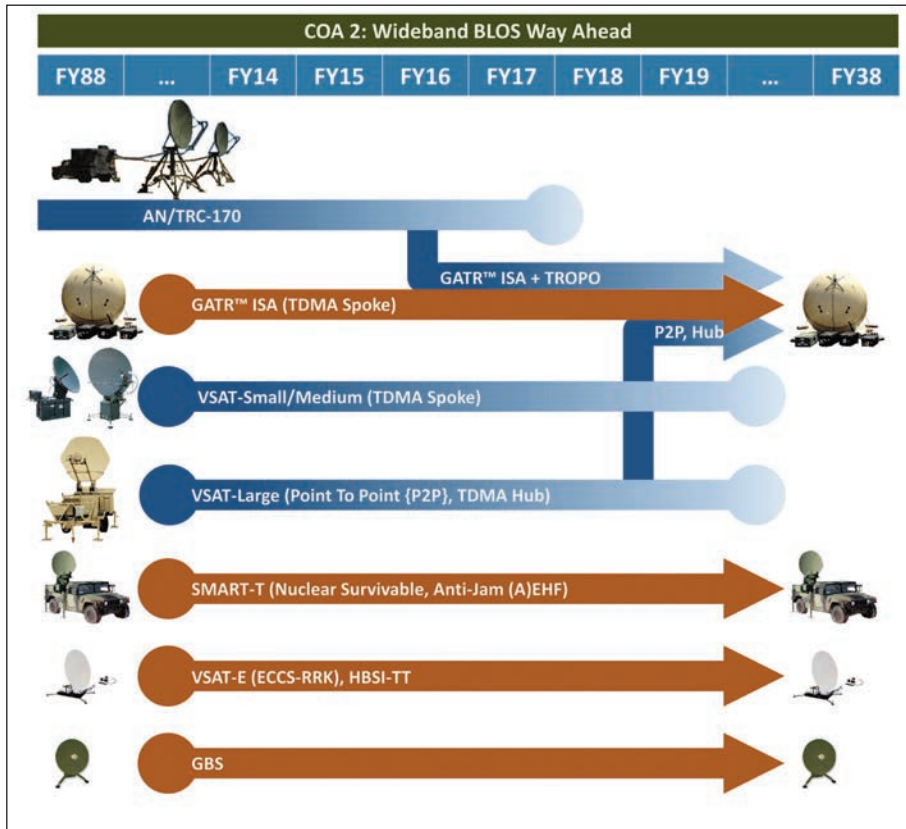 COA 2: Wideband BLOS Way Ahead
FY88 ... FY14 FY15 FY16 FY17 FY18 FY19 ... FY38
AN/TRC-170
GATR™ ISA + TROPO
GATR™ ISA (TDMA Spoke)
P2P, Hub
VSAT-Small/Medium (TDMA Spoke)
VSAT-Large (Point To Point {P2P}, TDMA Hub)
SMART-T (Nuclear Survivable, Anti-Jam (A)EHF)
VSAT-E (ECCS-RRK), HBSI-TT
GBS